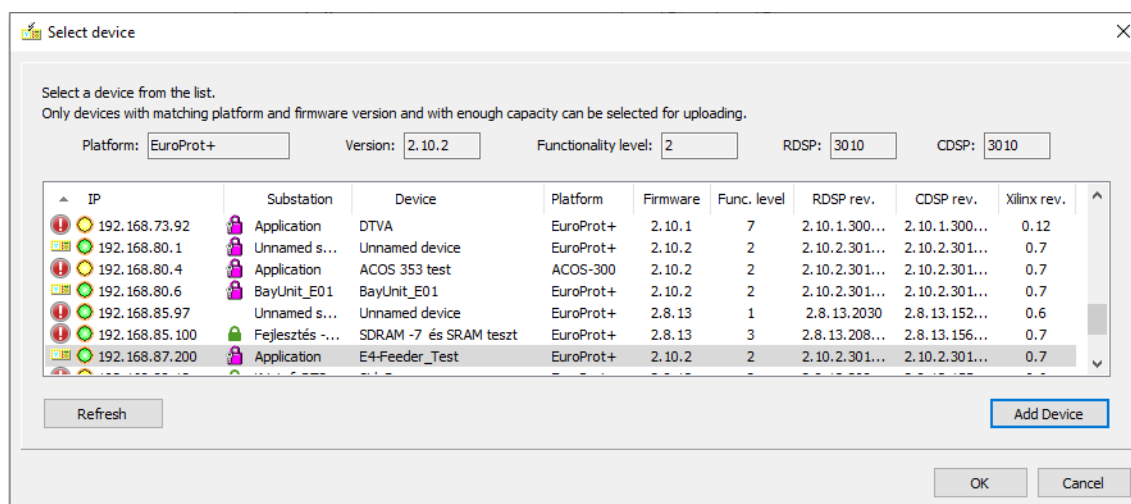 Select device
Select a device from the list.
Only devices with matching platform and firmware version and with enough capacity can be selected for uploading.
Platform: EuroProt+ Version: 2.10.2 Functionality level: 2 RDSP: 3010 CDSP: 3010
IP Substation Device Platform Firmware Func. level RDSP rev. CDSP rev. Xilinx rev.
192.168.73.92 Application DTVA EuroProt+ 2.10.1 7 2.10.1.300... 2.10.1.300... 0.12
192.168.80.1 Unnamed s... Unnamed device EuroProt+ 2.10.2 2 2.10.2.301... 2.10.2.301... 0.7
192.168.80.4 Application ACOS 353 test ACOS-300 2.10.2 2 2.10.2.301... 2.10.2.301... 0.7
192.168.80.6 BayUnit_E01 BayUnit_E01 EuroProt+ 2.10.2 2 2.10.2.301... 2.10.2.301... 0.7
192.168.85.97 Unnamed s... Unnamed device EuroProt+ 2.8.13 1 2.8.13.2030 2.8.13.152... 0.6
192.168.85.100 Fejlesztés -... SDRAM -7 és SRAM teszt EuroProt+ 2.8.13 3 2.8.13.208... 2.8.13.156... 0.7
192.168.87.200 Application E4-Feeder_Test EuroProt+ 2.10.2 2 2.10.2.301... 2.10.2.301... 0.7
Refresh Add Device
OK Cancel